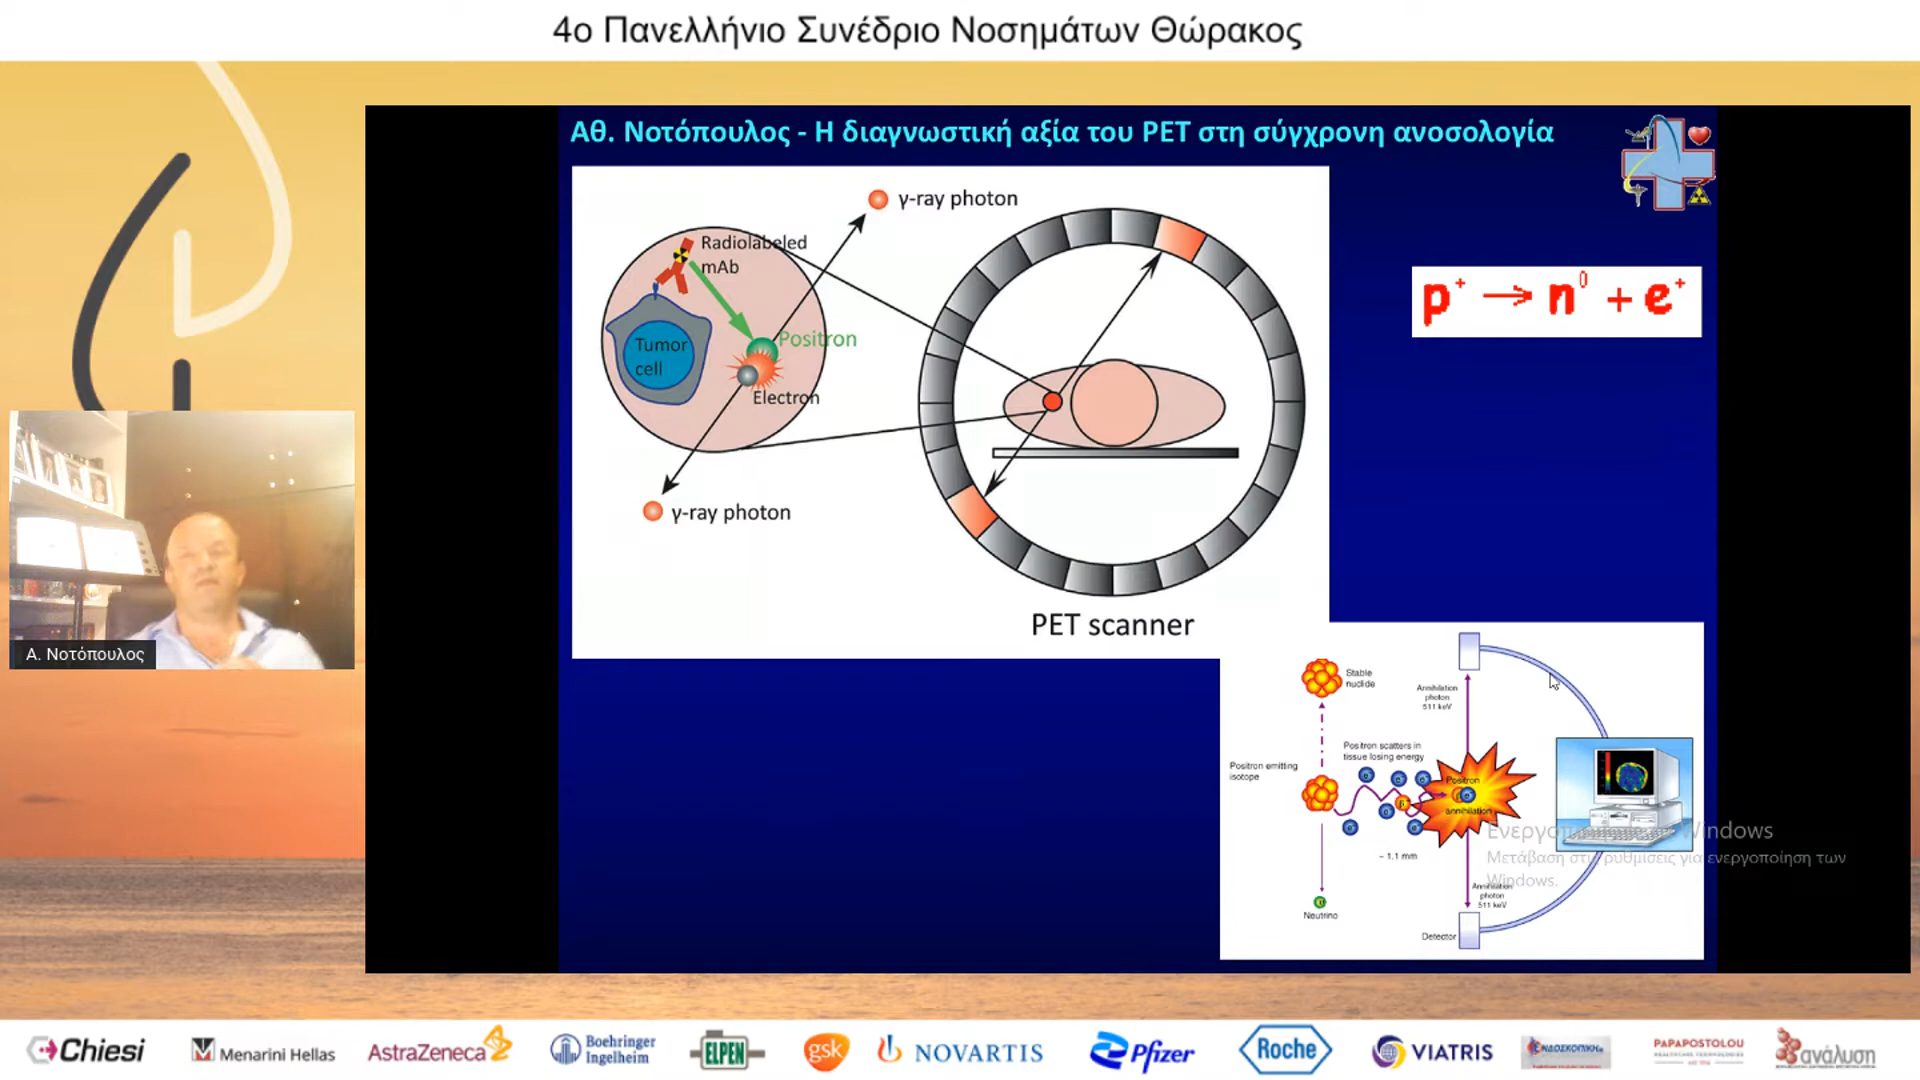 4ο Πανελλήνιο Συνέδριο Νοσημάτων Θώρακος
Αθ. Νοτόπουλος - Η διαγνωστική αξία του PET στη σύγχρονη ανοσολογία
γ-ray photon
Radiolabeled
mAb
Positron
Tumor
cell
Electron
γ-ray photon
PET scanner
p⁺ → n⁰ + e⁺
Α. Νοτόπουλος
Stable
nuclide
Annihilation
photon
511 keV
Positron scatters in
tissue losing energy
Positron emitting
isotope
Positron
annihilation
~ 1.1 mm
Annihilation
photon
511 keV
Neutrino
Detector
Windows
Μετάβαση στις ρυθμίσεις για ενεργοποίηση των
Windows.
Chiesi
Menarini Hellas
AstraZeneca
Boehringer
Ingelheim
ELPEN
gsk
NOVARTIS
Pfizer
Roche
VIATRIS
ΕΝΔΟΣΚΟΠΙΚΗ
PAPAPOSTOLOU
ανάλυση